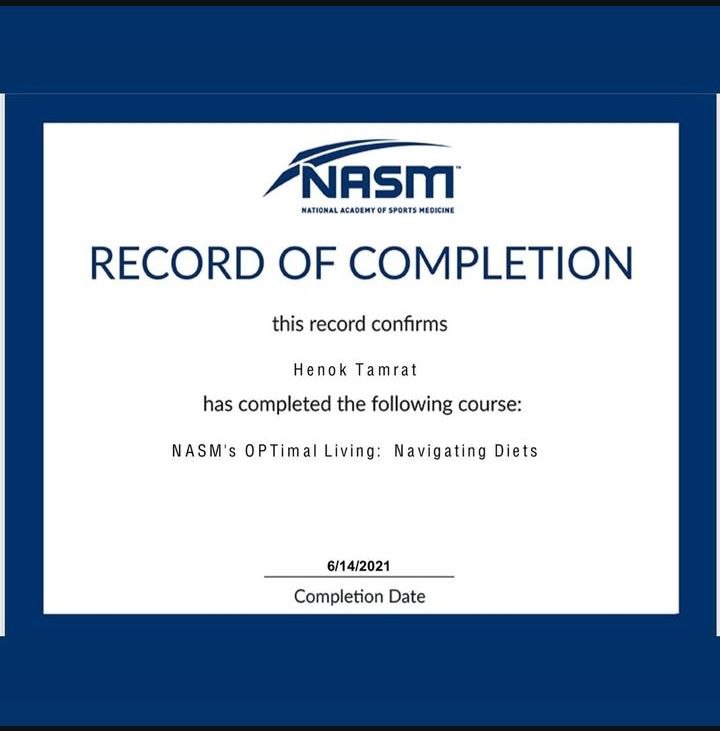 NASM™
NATIONAL ACADEMY OF SPORTS MEDICINE
RECORD OF COMPLETION
this record confirms
Henok Tamrat
has completed the following course:
NASM's OPTimal Living: Navigating Diets
6/14/2021
Completion Date